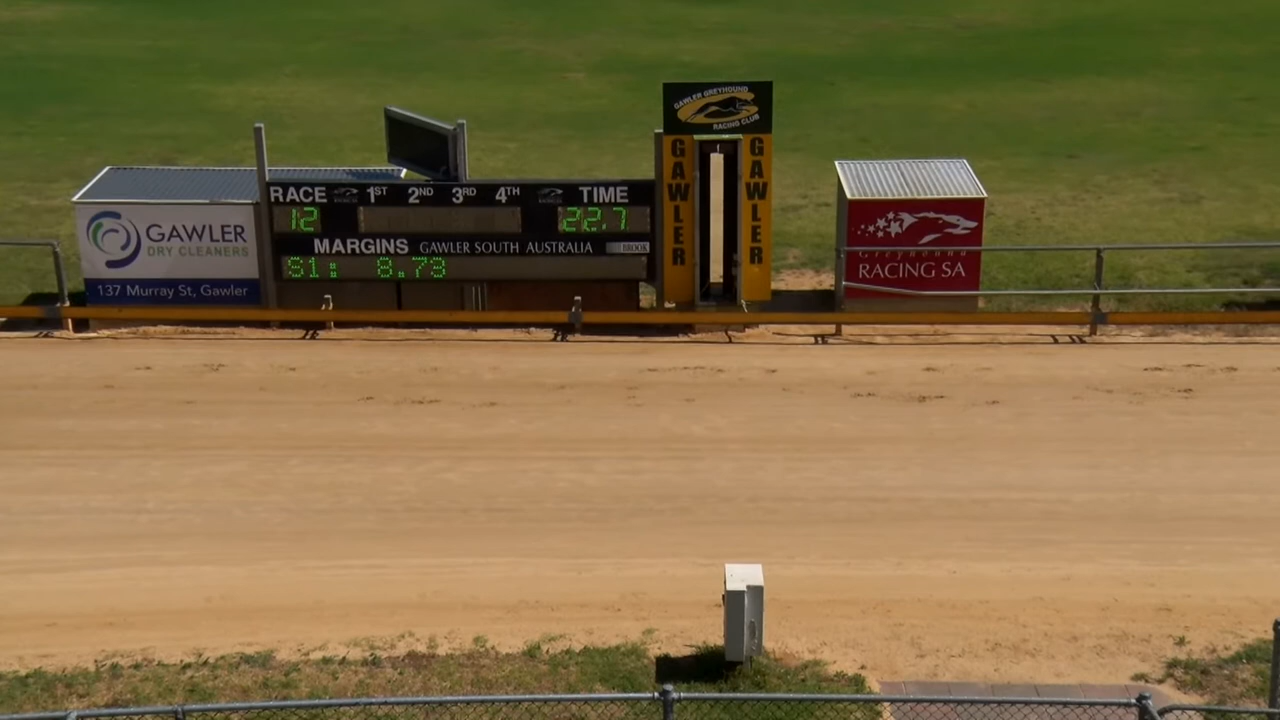 GAWLER GREYHOUND
RACING CLUB
GAWLER
GAWLER
RACE 1ST 2ND 3RD 4TH TIME
12 22.7
MARGINS GAWLER SOUTH AUSTRALIA BROOK
S1: 8.73
GAWLER
DRY CLEANERS
137 Murray St, Gawler
Greyhound
RACING SA